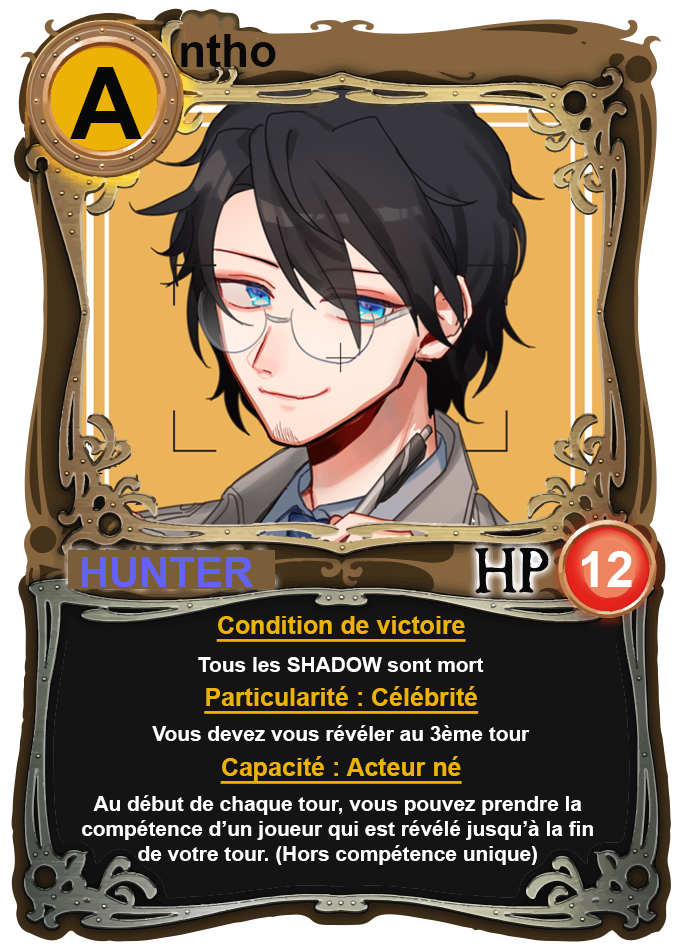 Antho
HUNTER
HP 12
Condition de victoire
Tous les SHADOW sont mort
Particularité : Célébrité
Vous devez vous révéler au 3ème tour
Capacité : Acteur né
Au début de chaque tour, vous pouvez prendre la
compétence d’un joueur qui est révélé jusqu’à la fin
de votre tour. (Hors compétence unique)